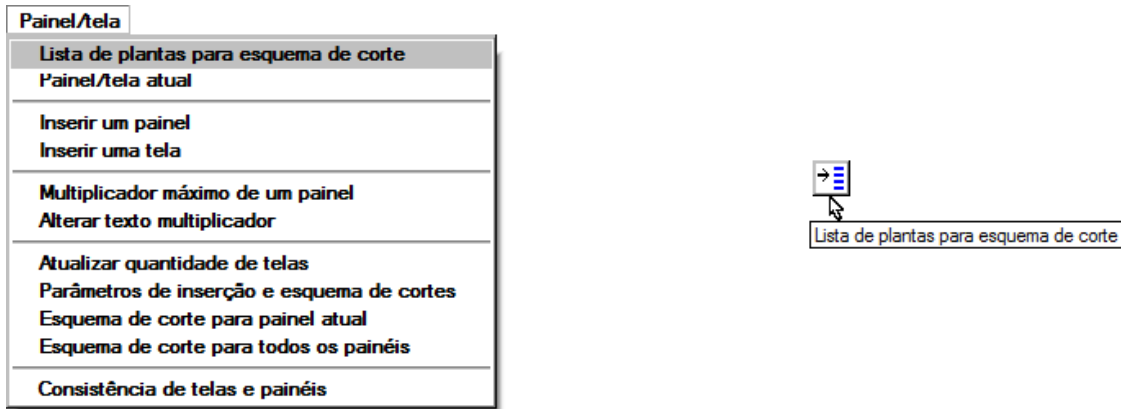 Painel/tela
Lista de plantas para esquema de corte
Painel/tela atual
Inserir um painel
Inserir uma tela
Multiplicador máximo de um painel
Alterar texto multiplicador
Atualizar quantidade de telas
Parâmetros de inserção e esquema de cortes
Esquema de corte para painel atual
Esquema de corte para todos os painéis
Consistência de telas e painéis
Lista de plantas para esquema de corte